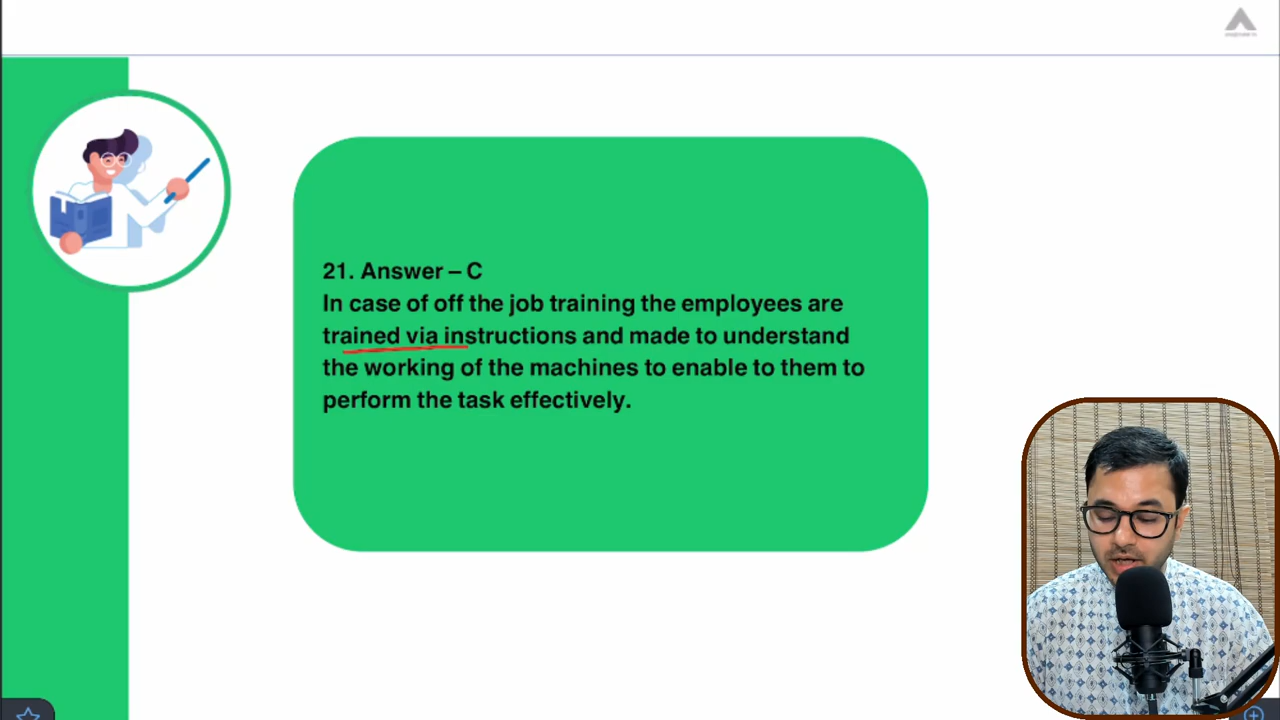 21. Answer – C
In case of off the job training the employees are
trained via instructions and made to understand
the working of the machines to enable to them to
perform the task effectively.